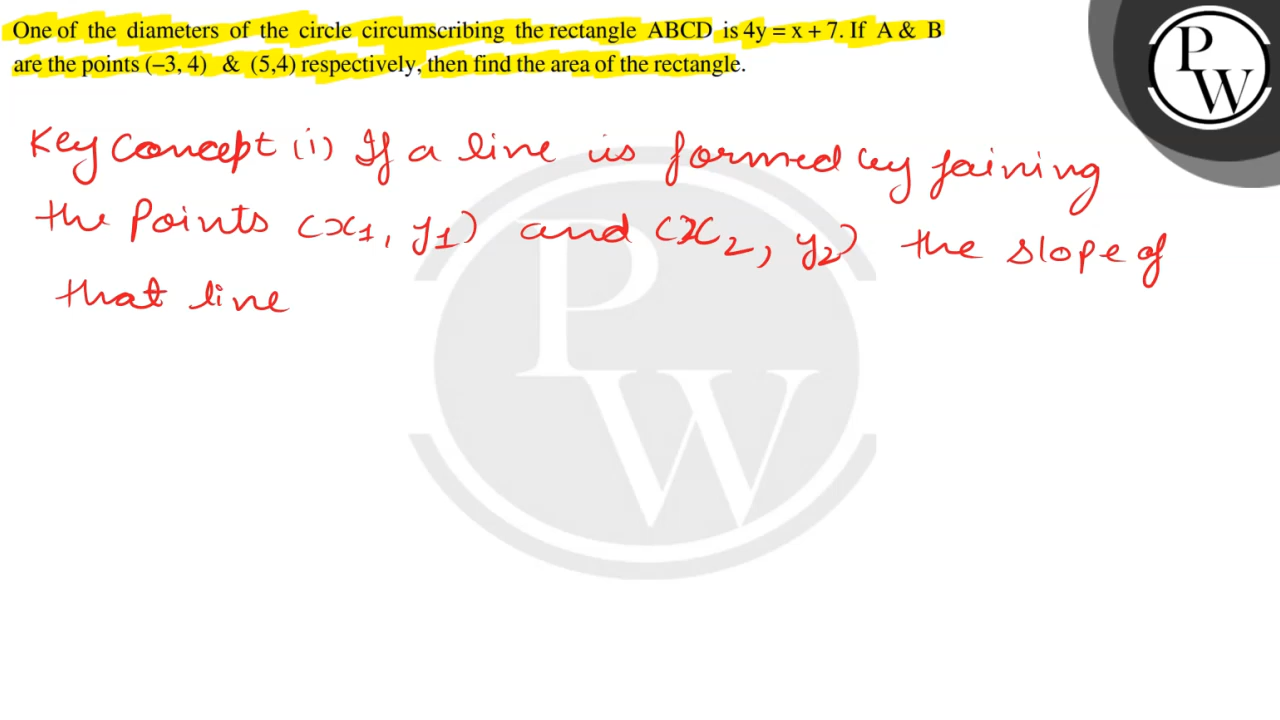 One of the diameters of the circle circumscribing the rectangle ABCD is 4y = x + 7. If A & B
are the points (−3, 4) & (5,4) respectively, then find the area of the rectangle.
PW
Key Concept (i) If a line is formed by joining
the Points (x1, y1) and (x2, y2) the slope of
that line
PW